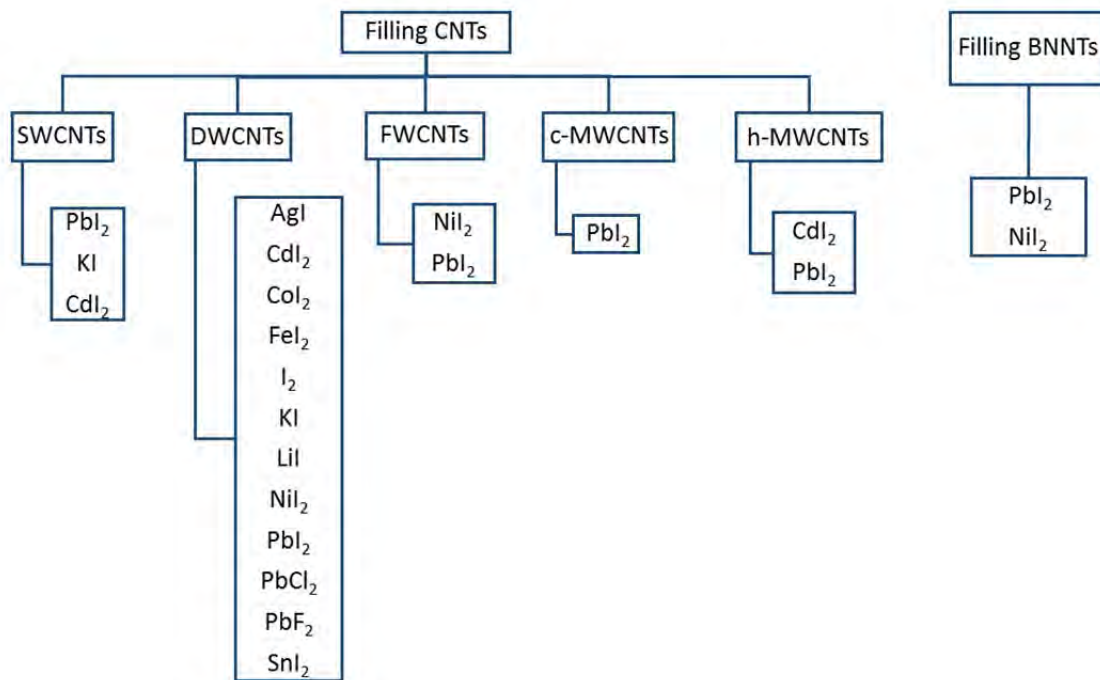 Filling CNTs
Filling BNNTs
SWCNTs
DWCNTs
FWCNTs
c-MWCNTs
h-MWCNTs
PbI₂
KI
CdI₂
AgI
CdI₂
CoI₂
FeI₂
I₂
KI
LiI
NiI₂
PbI₂
PbCl₂
PbF₂
SnI₂
NiI₂
PbI₂
PbI₂
CdI₂
PbI₂
PbI₂
NiI₂